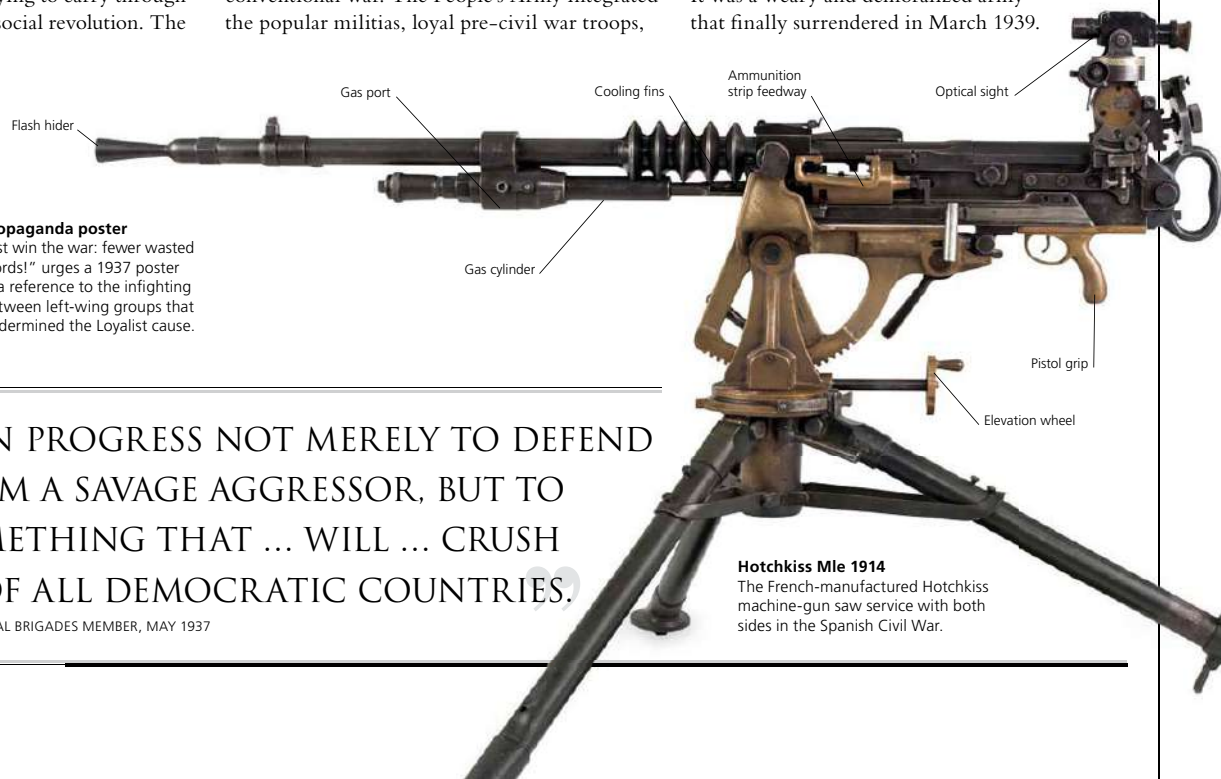 ying to carry through
social revolution. The
conventional war. The People's Army integrated
the popular militias, loyal pre-civil war troops,
It was a weary and demoralized army
that finally surrendered in March 1939.
Flash hider
Gas port
Cooling fins
Ammunition
strip feedway
Optical sight
Gas cylinder
Pistol grip
Elevation wheel
opaganda poster
st win the war: fewer wasted
ords!” urges a 1937 poster
a reference to the infighting
tween left-wing groups that
dermined the Loyalist cause.
N PROGRESS NOT MERELY TO DEFEND
M A SAVAGE AGGRESSOR, BUT TO
METHING THAT ... WILL ... CRUSH
OF ALL DEMOCRATIC COUNTRIES.”
AL BRIGADES MEMBER, MAY 1937
Hotchkiss Mle 1914
The French-manufactured Hotchkiss
machine-gun saw service with both
sides in the Spanish Civil War.